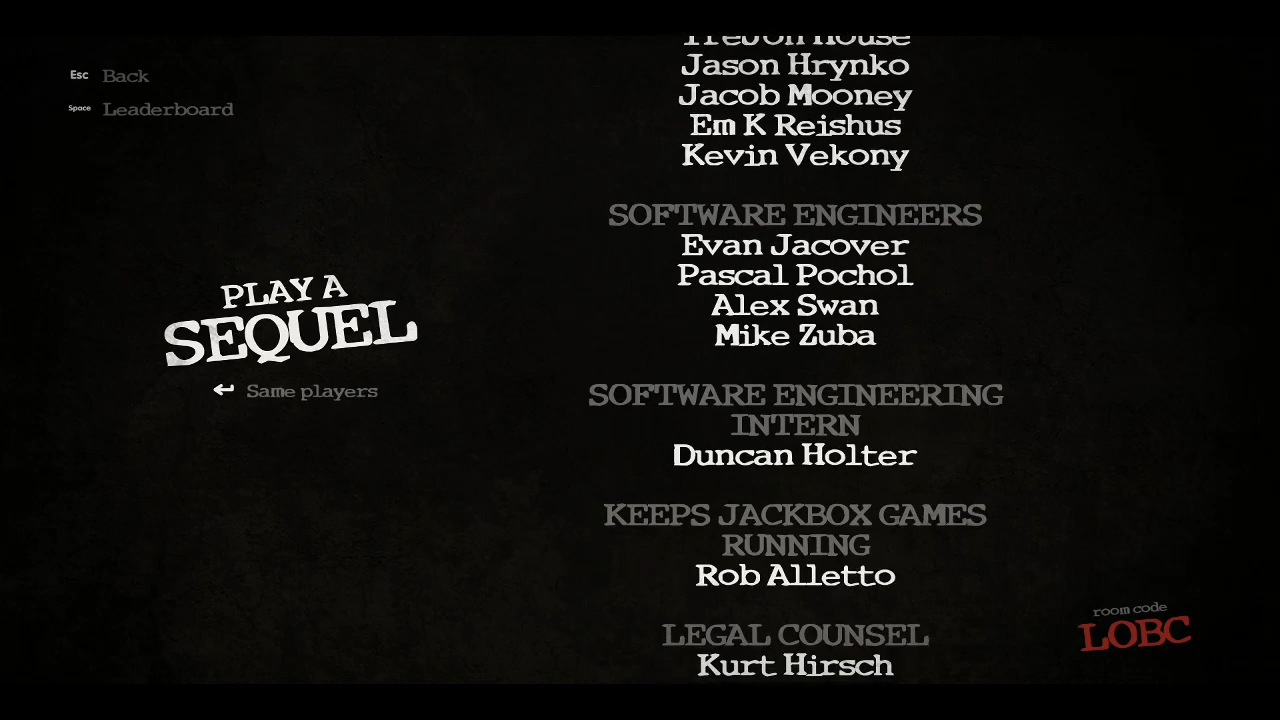 Esc Back
Space Leaderboard
PLAY A
SEQUEL
Same players
TreJon House
Jason Hrynko
Jacob Mooney
Em K Reishus
Kevin Vekony
SOFTWARE ENGINEERS
Evan Jacover
Pascal Pochol
Alex Swan
Mike Zuba
SOFTWARE ENGINEERING
INTERN
Duncan Holter
KEEPS JACKBOX GAMES
RUNNING
Rob Alletto
LEGAL COUNSEL
Kurt Hirsch
room code
LOBC